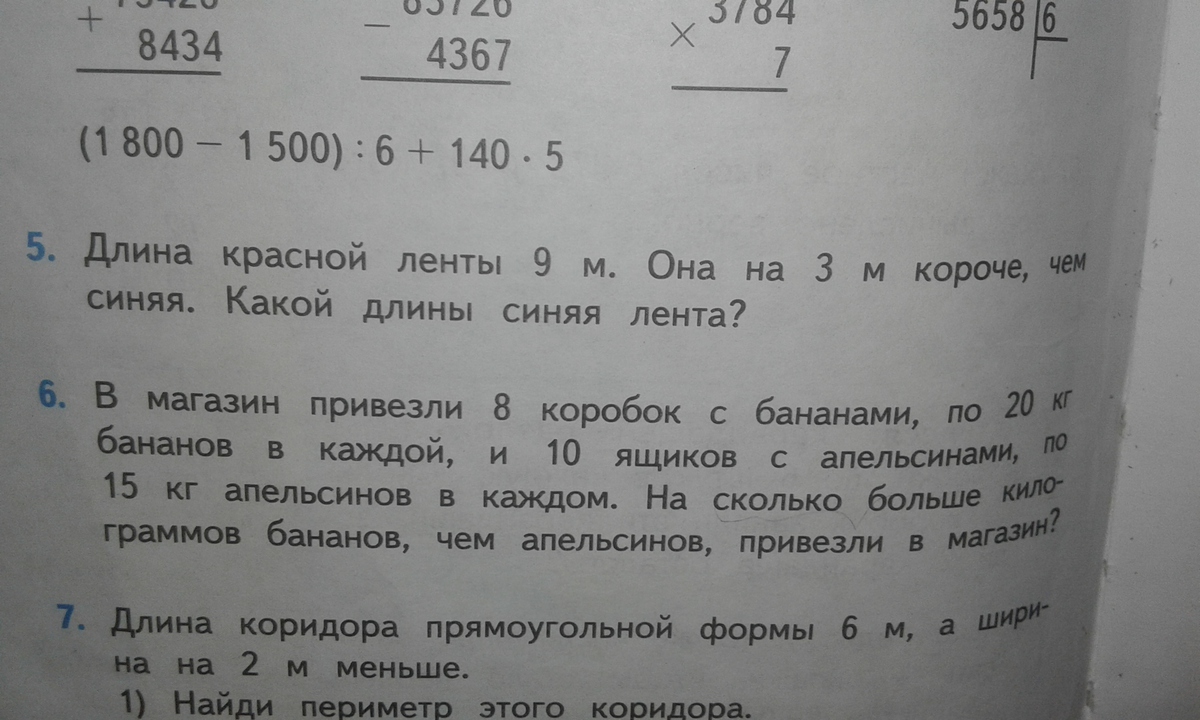 + − × 3784 5658 6
8434 4367 7
(1 800 − 1 500) : 6 + 140 · 5
5. Длина красной ленты 9 м. Она на 3 м короче, чем
синяя. Какой длины синяя лента?
6. В магазин привезли 8 коробок с бананами, по 20 кг
бананов в каждой, и 10 ящиков с апельсинами, по
15 кг апельсинов в каждом. На сколько больше кило-
граммов бананов, чем апельсинов, привезли в магазин?
7. Длина коридора прямоугольной формы 6 м, а шири-
на на 2 м меньше.
1) Найди периметр этого коридора.